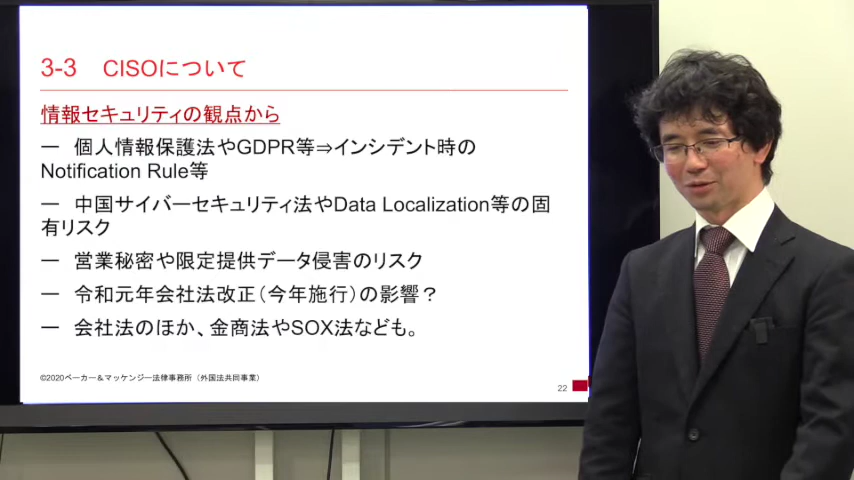 3-3 CISOについて
情報セキュリティの観点から
ー 個人情報保護法やGDPR等⇒インシデント時の
Notification Rule等
ー 中国サイバーセキュリティ法やData Localization等の固
有リスク
ー 営業秘密や限定提供データ侵害のリスク
ー 令和元年会社法改正（今年施行）の影響？
ー 会社法のほか、金商法やSOX法なども。
©2020ベーカー＆マッケンジー法律事務所（外国法共同事業）
22